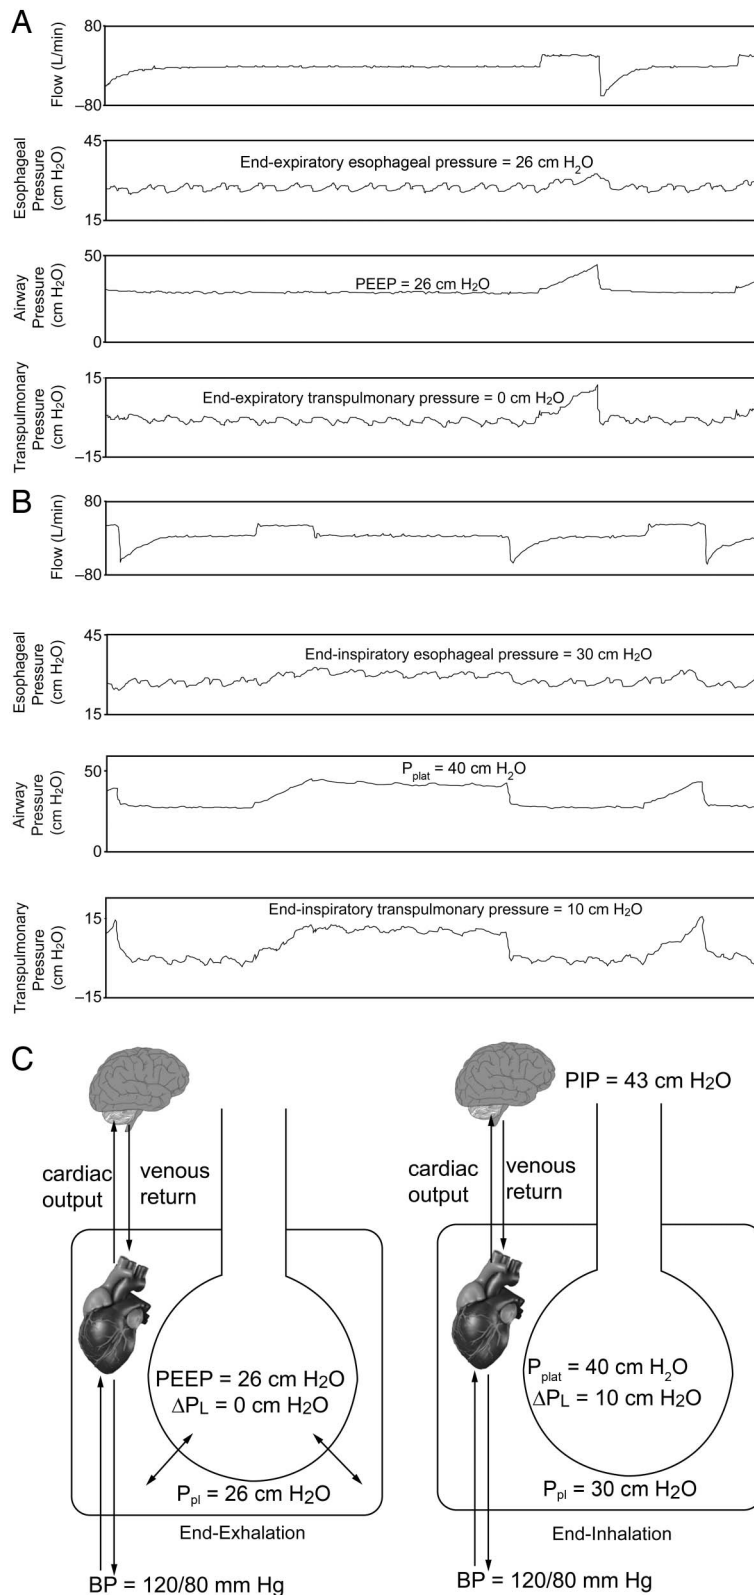 A
80
Flow (L/min)
–80
45
Esophageal
Pressure
(cm H₂O)
End-expiratory esophageal pressure = 26 cm H₂O
15
50
Airway
Pressure
(cm H₂O)
PEEP = 26 cm H₂O
0
15
Transpulmonary
Pressure
(cm H₂O)
End-expiratory transpulmonary pressure = 0 cm H₂O
–15
B
80
Flow (L/min)
–80
45
Esophageal
Pressure
(cm H₂O)
End-inspiratory esophageal pressure = 30 cm H₂O
15
50
Airway
Pressure
(cm H₂O)
Pplat = 40 cm H₂O
0
15
Transpulmonary
Pressure
(cm H₂O)
End-inspiratory transpulmonary pressure = 10 cm H₂O
–15
C
cardiac
output
venous
return
PEEP = 26 cm H₂O
ΔPL = 0 cm H₂O
Ppl = 26 cm H₂O
End-Exhalation
BP = 120/80 mm Hg
PIP = 43 cm H₂O
cardiac
output
venous
return
Pplat = 40 cm H₂O
ΔPL = 10 cm H₂O
Ppl = 30 cm H₂O
End-Inhalation
BP = 120/80 mm Hg